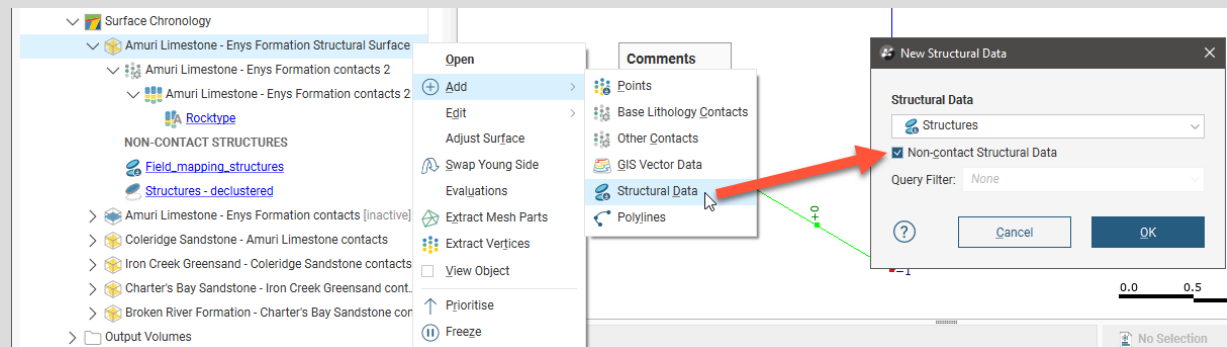 Surface Chronology
Amuri Limestone - Enys Formation Structural Surface
Amuri Limestone - Enys Formation contacts 2
Amuri Limestone - Enys Formation contacts 2
Rocktype
NON-CONTACT STRUCTURES
Field_mapping_structures
Structures - declustered
Amuri Limestone - Enys Formation contacts [inactive]
Coleridge Sandstone - Amuri Limestone contacts
Iron Creek Greensand - Coleridge Sandstone contacts
Charter's Bay Sandstone - Iron Creek Greensand cont..
Broken River Formation - Charter's Bay Sandstone cor
Output Volumes
Open
Add
Edit
Adjust Surface
Swap Young Side
Evaluations
Extract Mesh Parts
Extract Vertices
View Object
Prioritise
Freeze
Comments
Points
Base Lithology Contacts
Other Contacts
GIS Vector Data
Structural Data
Polylines
+0
-1
New Structural Data
Structural Data
Structures
Non-contact Structural Data
Query Filter: None
?
Cancel
OK
0.0 0.5
No Selection